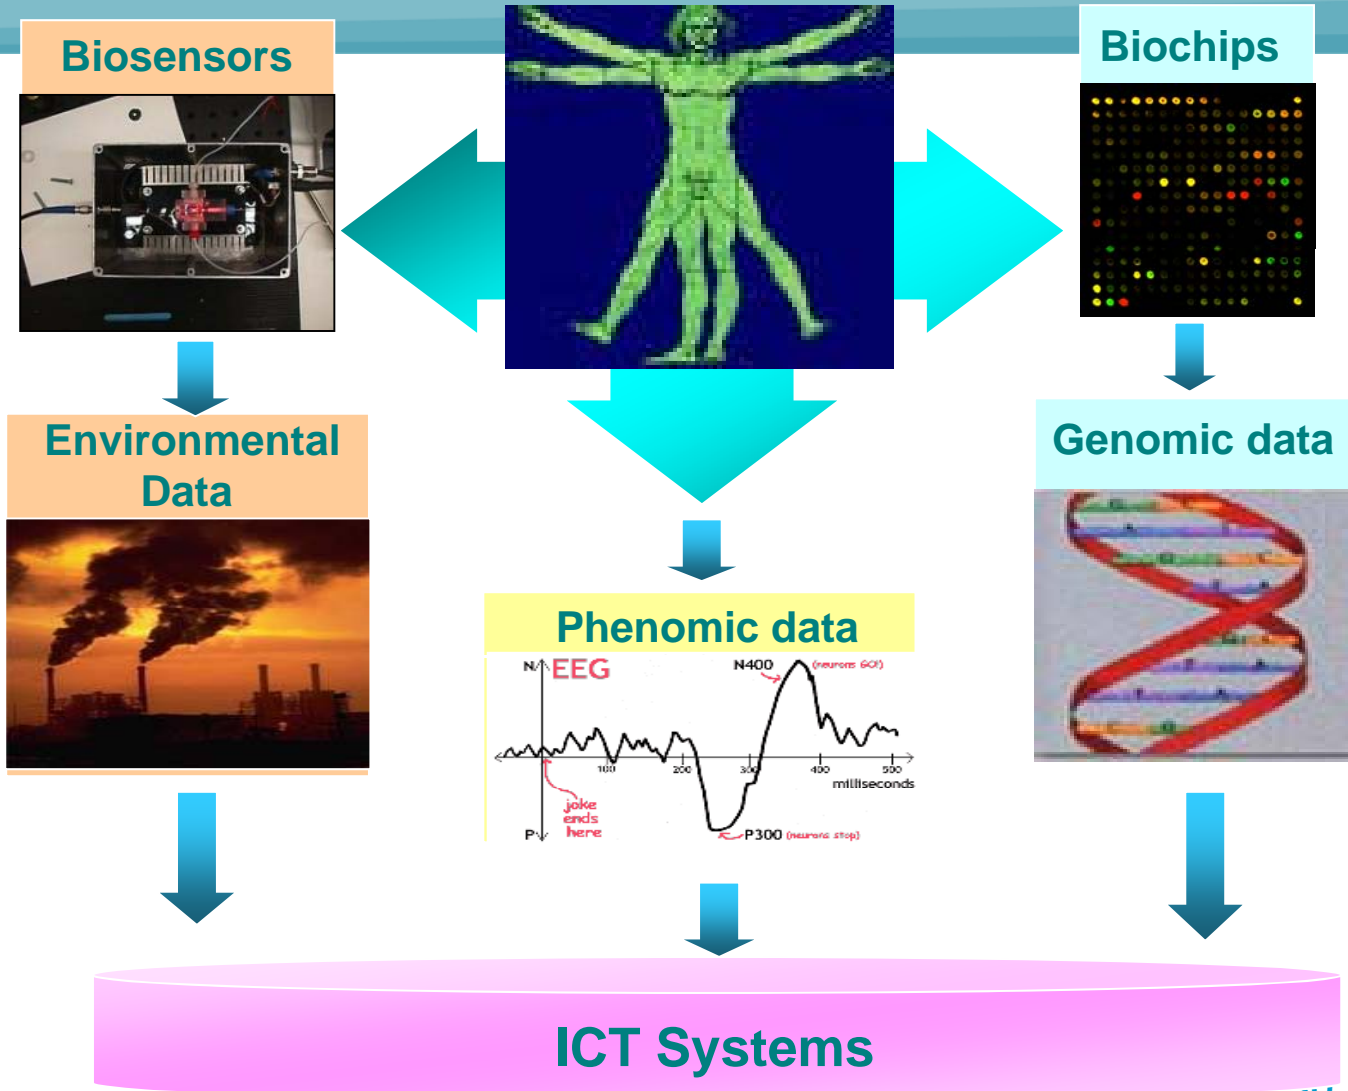 Biosensors
Biochips
Environmental
Data
Genomic data
Phenomic data
N
EEG
N400
(neurons GO!)
100
200
300
400
500
milliseconds
joke
ends
here
P
P300 (neurons stop)
ICT Systems